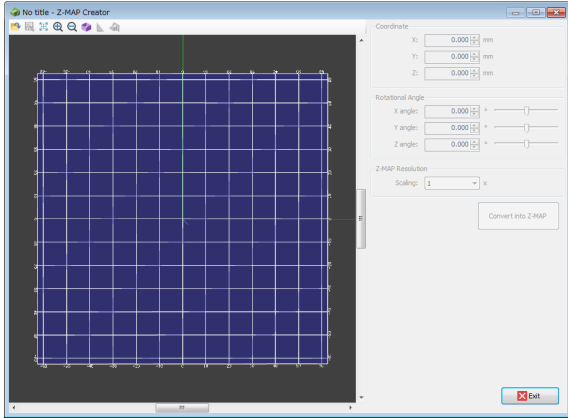 No title - Z-MAP Creator
Coordinate
X: 0.000 mm
Y: 0.000 mm
Z: 0.000 mm
Rotational Angle
X angle: 0.000 °
Y angle: 0.000 °
Z angle: 0.000 °
Z-MAP Resolution
Scaling: 1 x
Convert into Z-MAP
Exit